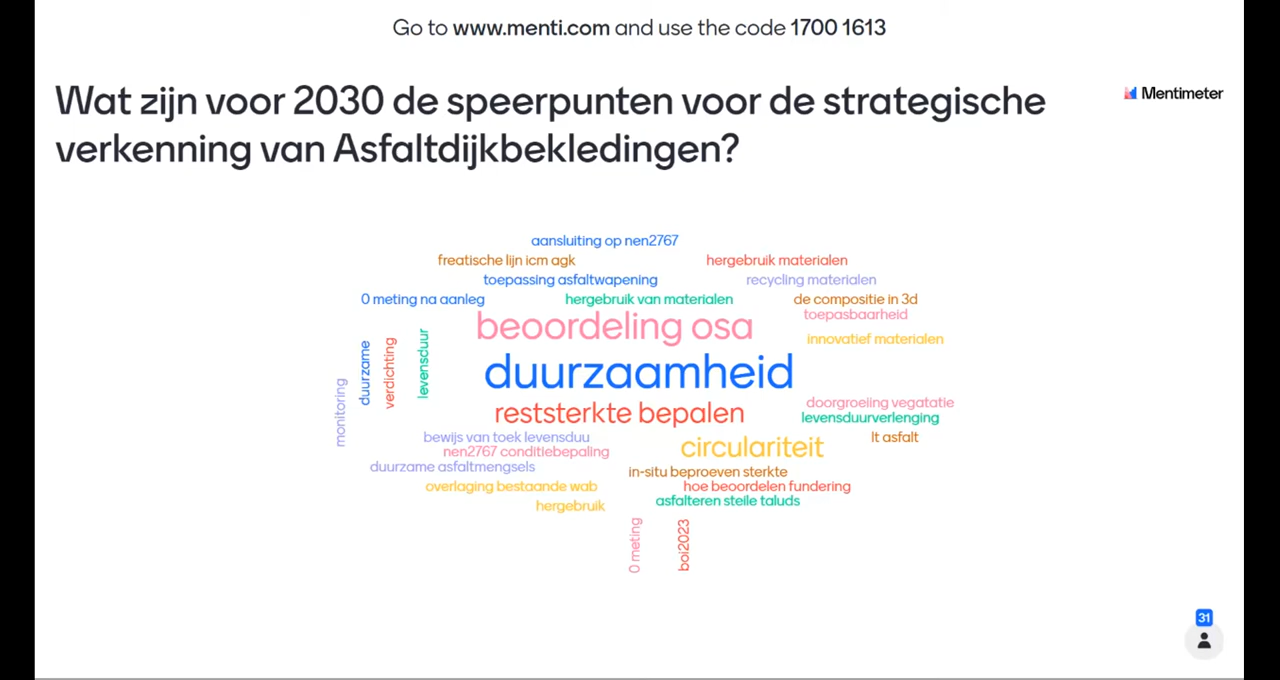 Go to www.menti.com and use the code 1700 1613
Mentimeter
Wat zijn voor 2030 de speerpunten voor de strategische
verkenning van Asfaltdijkbekledingen?
aansluiting op nen2767
freatische lijn icm agk
hergebruik materialen
toepassing asfaltwapening
recycling materialen
0 meting na aanleg
hergebruik van materialen
de compositie in 3d
toepasbaarheid
beoordeling osa
innovatief materialen
monitoring
duurzame
verdichting
levensduur
duurzaamheid
doorgroeiing vegatatie
reststerkte bepalen
levensduurverlenging
bewijs van toek levensduu
lt asfalt
circulariteit
nen2767 conditiebepaling
duurzame asfaltmengsels
in-situ beproeven sterkte
overlaging bestaande wab
hoe beoordelen fundering
hergebruik
asfalteren steile taluds
0 meting
boi2023
31